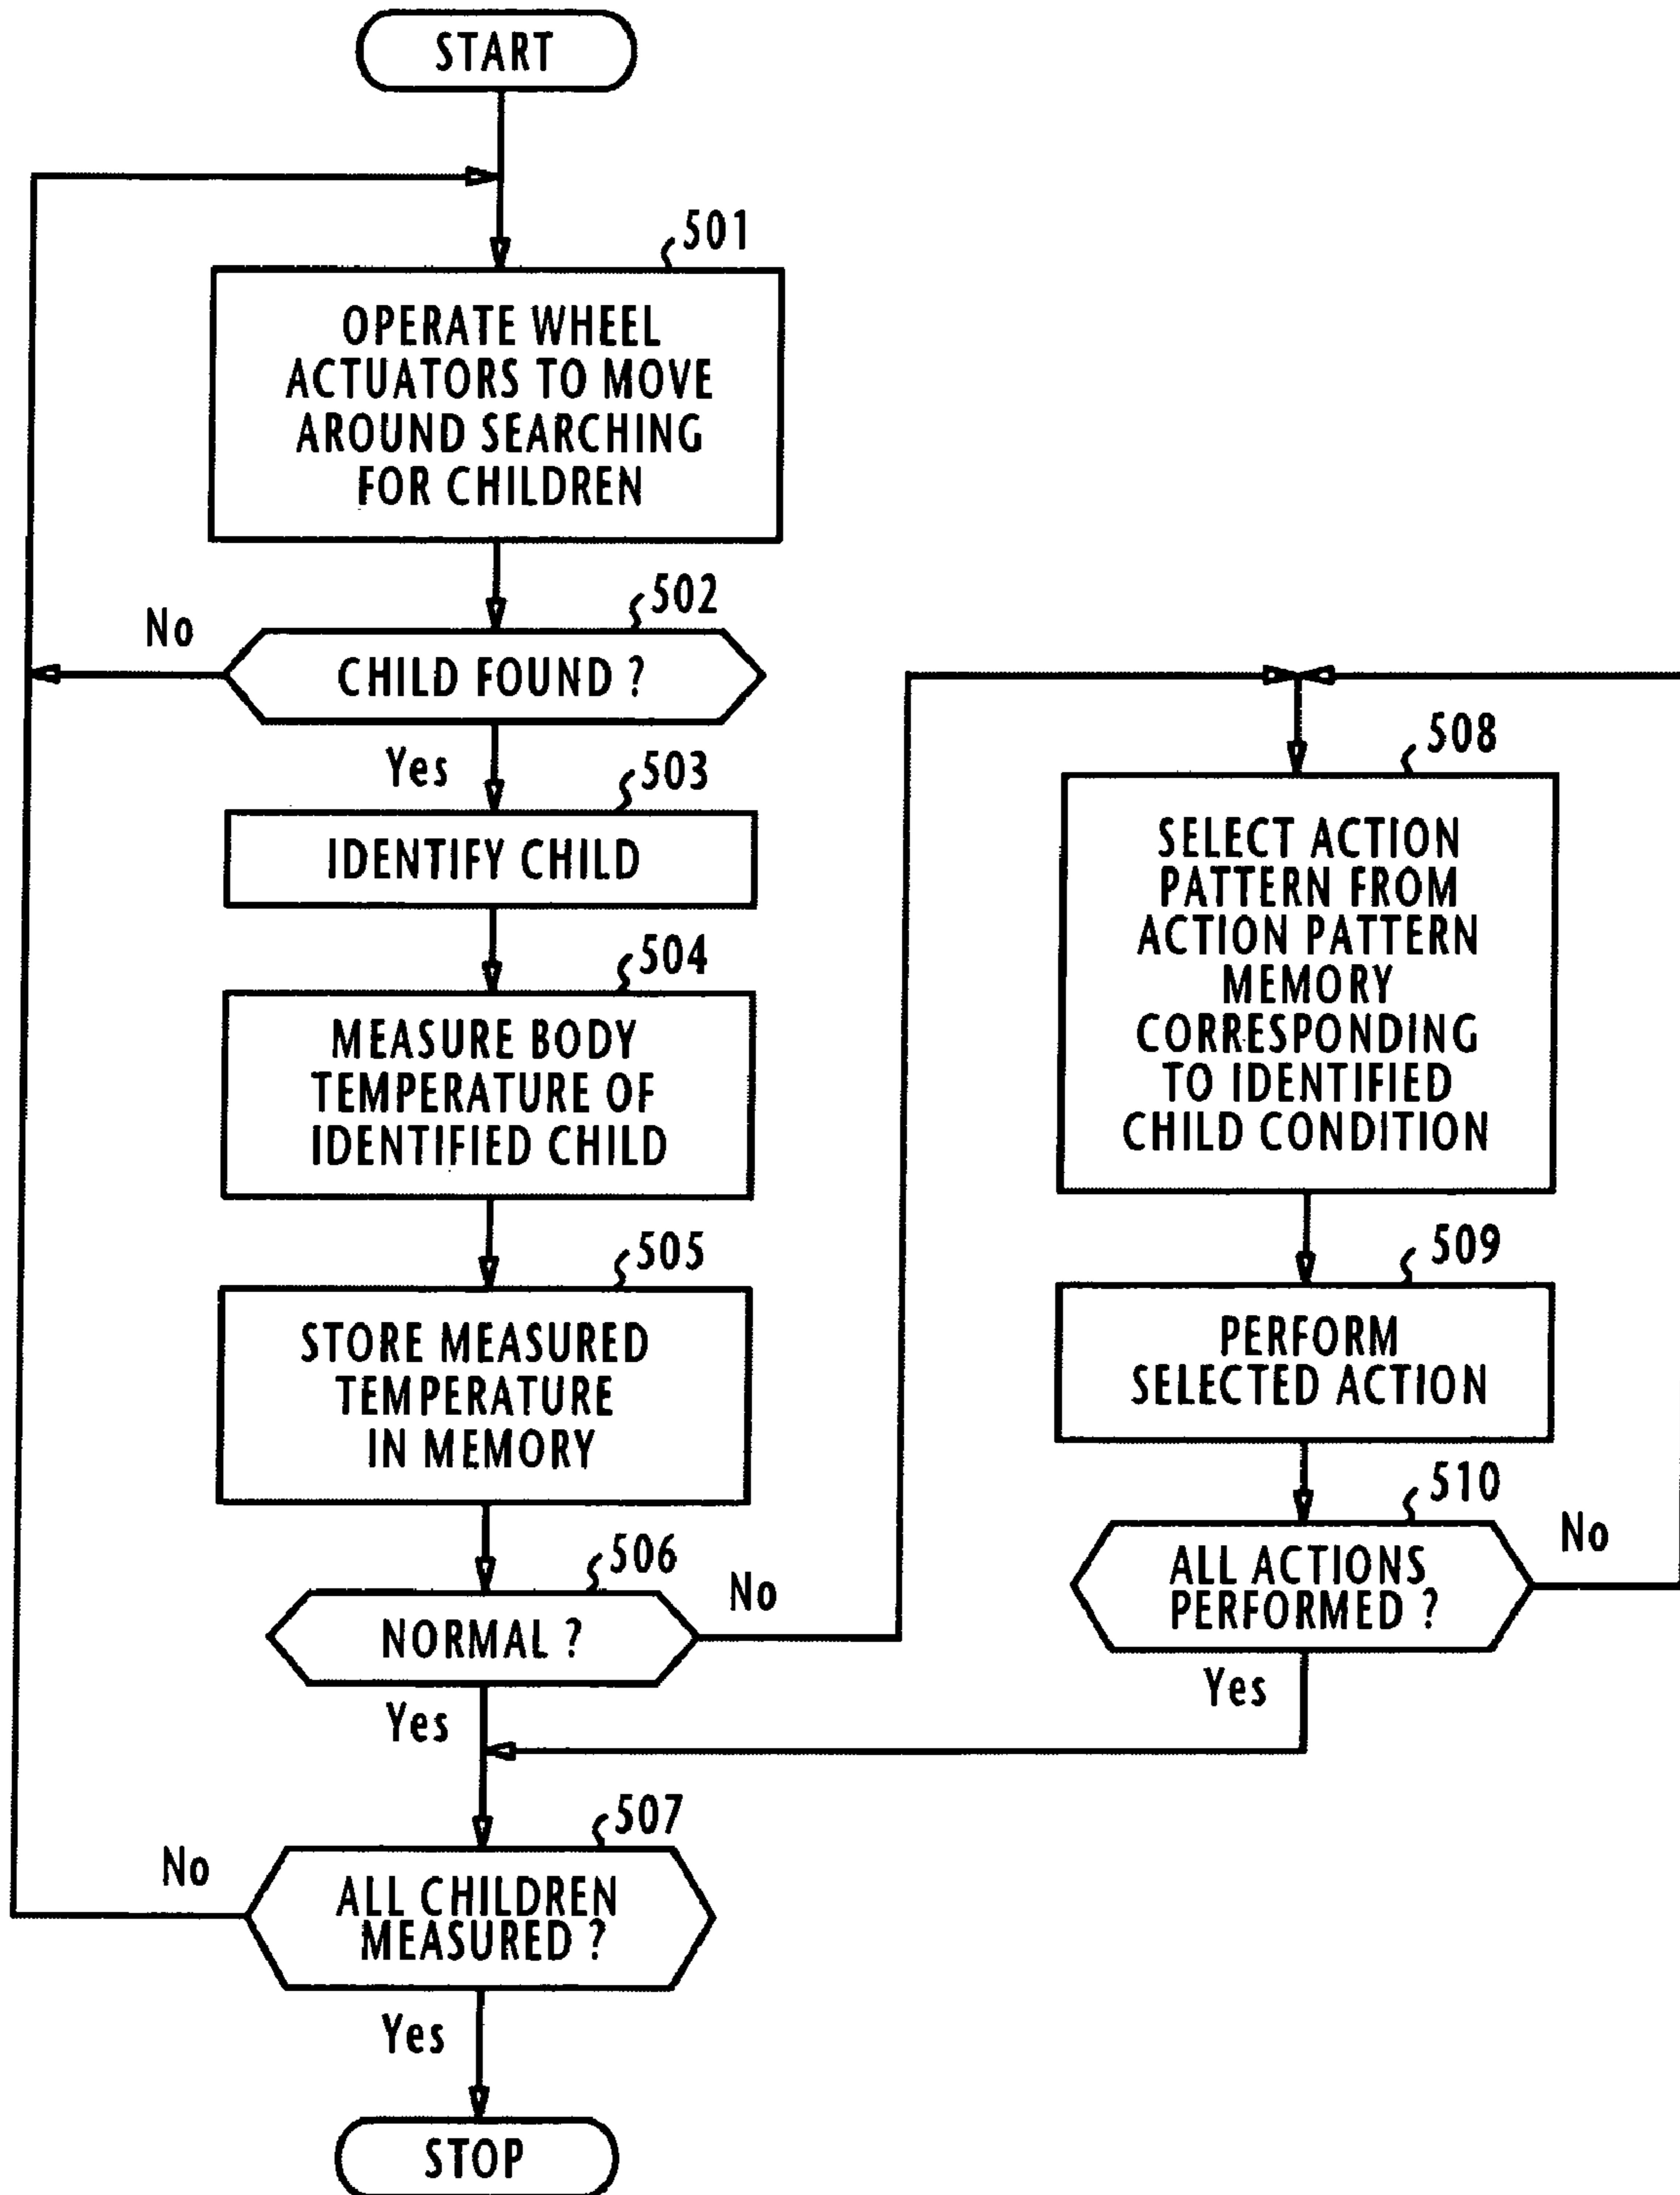 START
501
OPERATE WHEEL
ACTUATORS TO MOVE
AROUND SEARCHING
FOR CHILDREN
502
No
CHILD FOUND ?
Yes
503
IDENTIFY CHILD
504
MEASURE BODY
TEMPERATURE OF
IDENTIFIED CHILD
505
STORE MEASURED
TEMPERATURE
IN MEMORY
506
No
NORMAL ?
Yes
507
No
ALL CHILDREN
MEASURED ?
Yes
STOP
508
SELECT ACTION
PATTERN FROM
ACTION PATTERN
MEMORY
CORRESPONDING
TO IDENTIFIED
CHILD CONDITION
509
PERFORM
SELECTED ACTION
510
No
ALL ACTIONS
PERFORMED ?
Yes